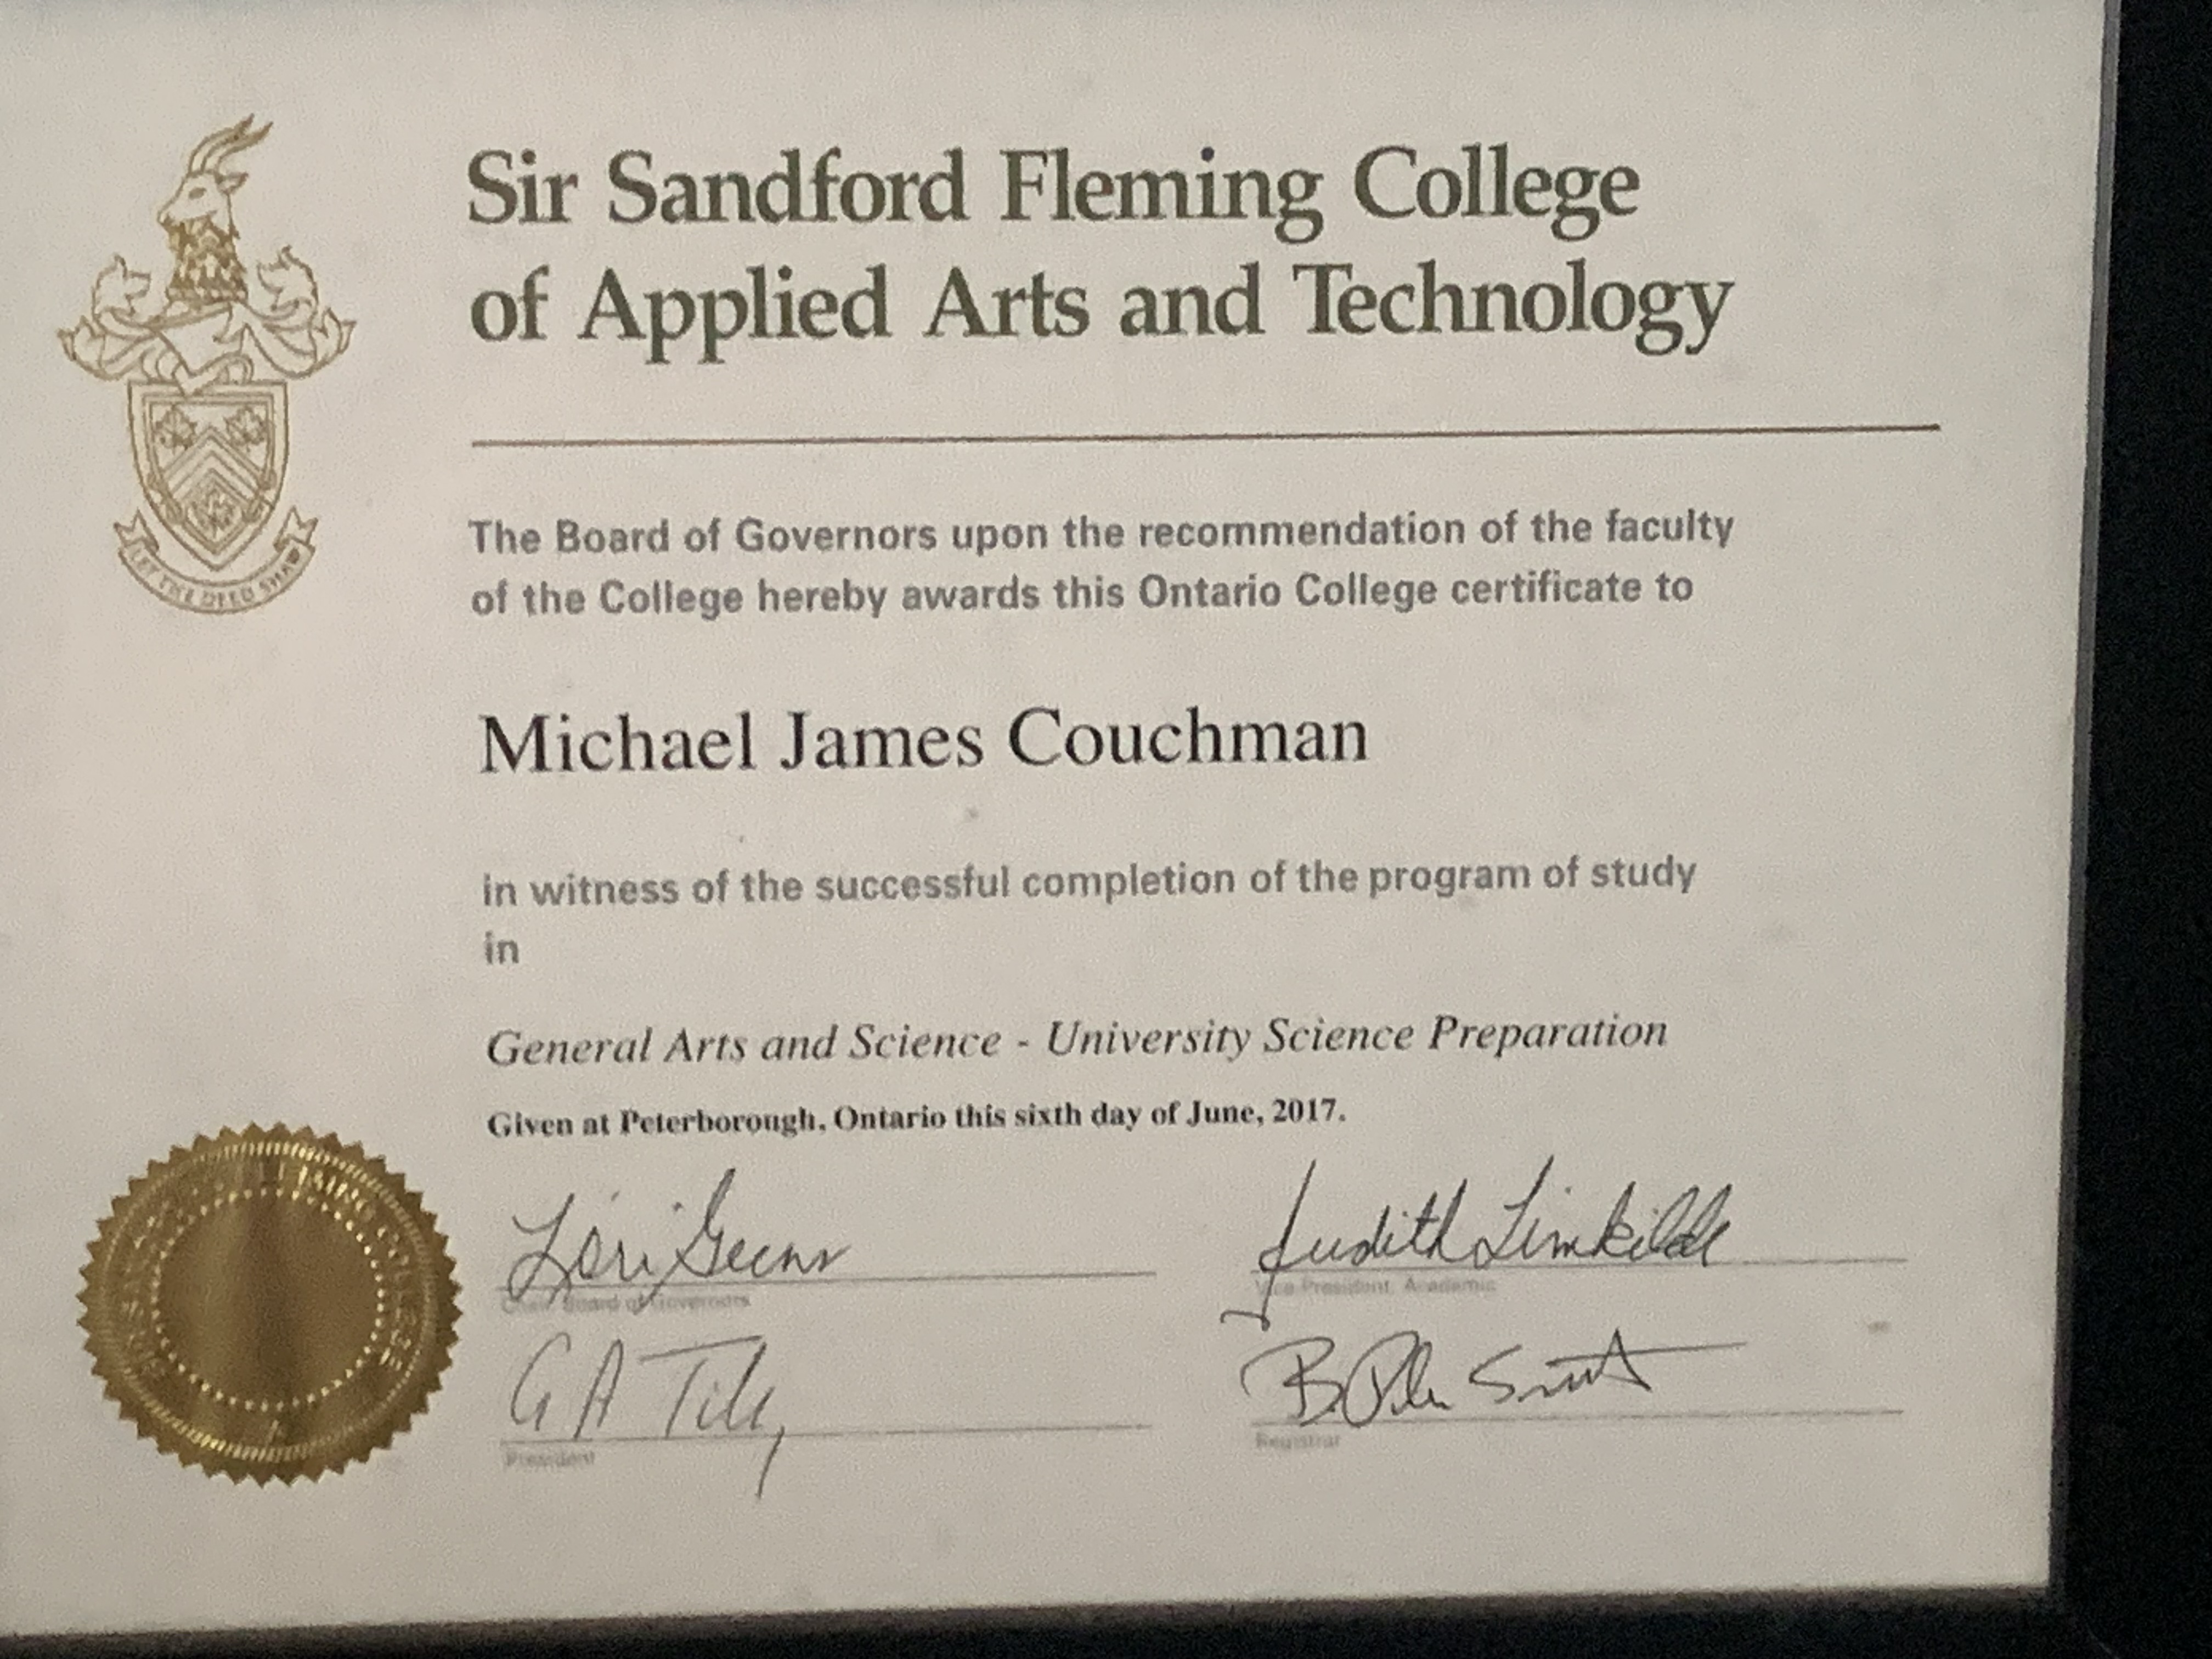 Sir Sandford Fleming College
of Applied Arts and Technology
LET THE DEED SHAW
The Board of Governors upon the recommendation of the faculty
of the College hereby awards this Ontario College certificate to
Michael James Couchman
in witness of the successful completion of the program of study
in
General Arts and Science - University Science Preparation
Given at Peterborough, Ontario this sixth day of June, 2017.
Lori Judith Limkilde
Chair, Board of Governors Vice-President, Academic
G A Smith
President Registrar